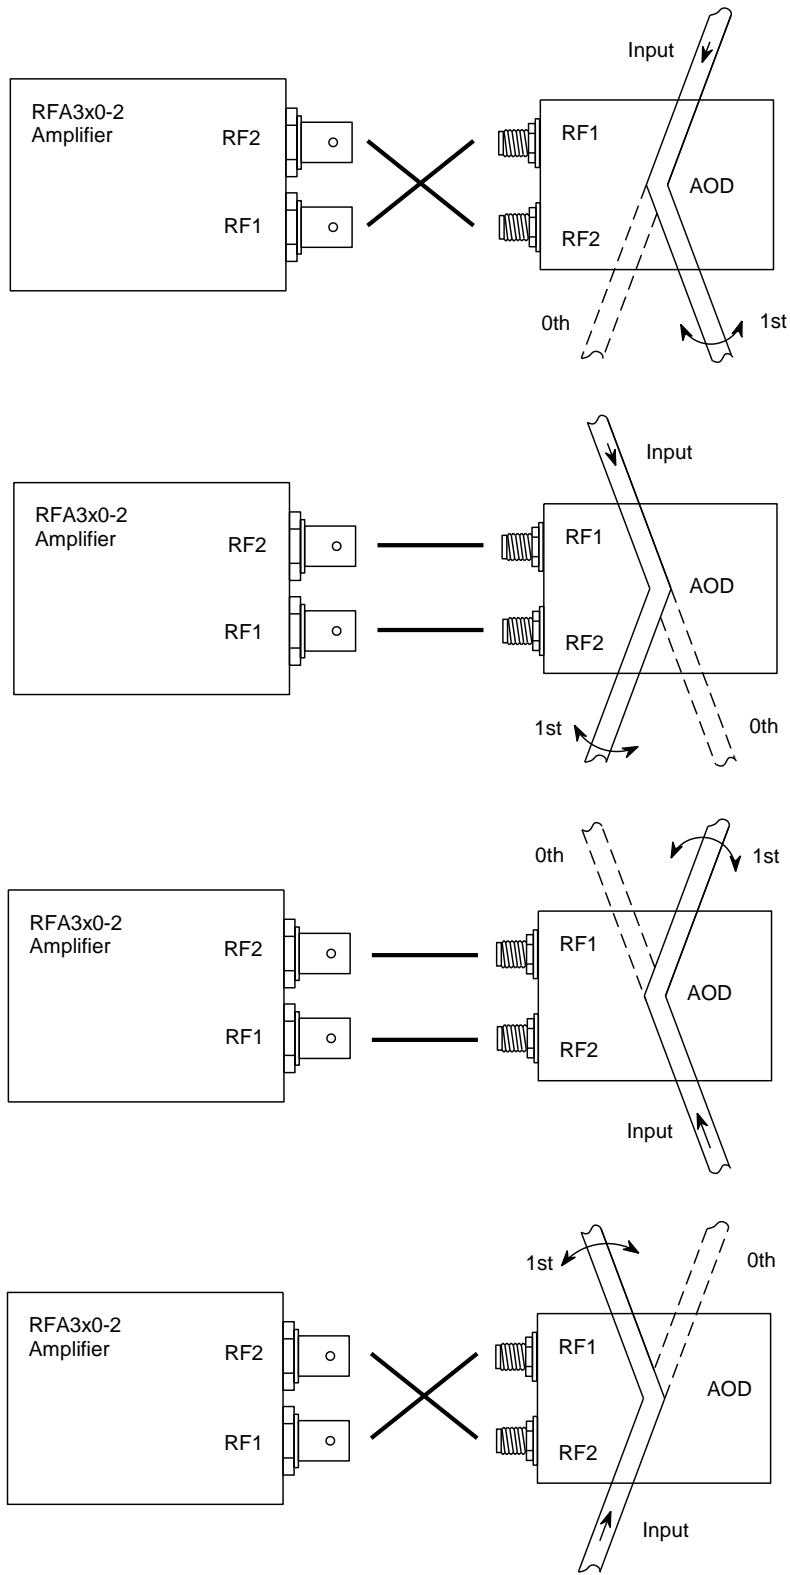 Input
RFA3x0-2
Amplifier
RF2
RF1
RF1
AOD
RF2
0th
1st
Input
RFA3x0-2
Amplifier
RF2
RF1
RF1
AOD
RF2
1st
0th
0th
1st
RFA3x0-2
Amplifier
RF2
RF1
RF1
AOD
RF2
Input
1st
0th
RFA3x0-2
Amplifier
RF2
RF1
RF1
AOD
RF2
Input